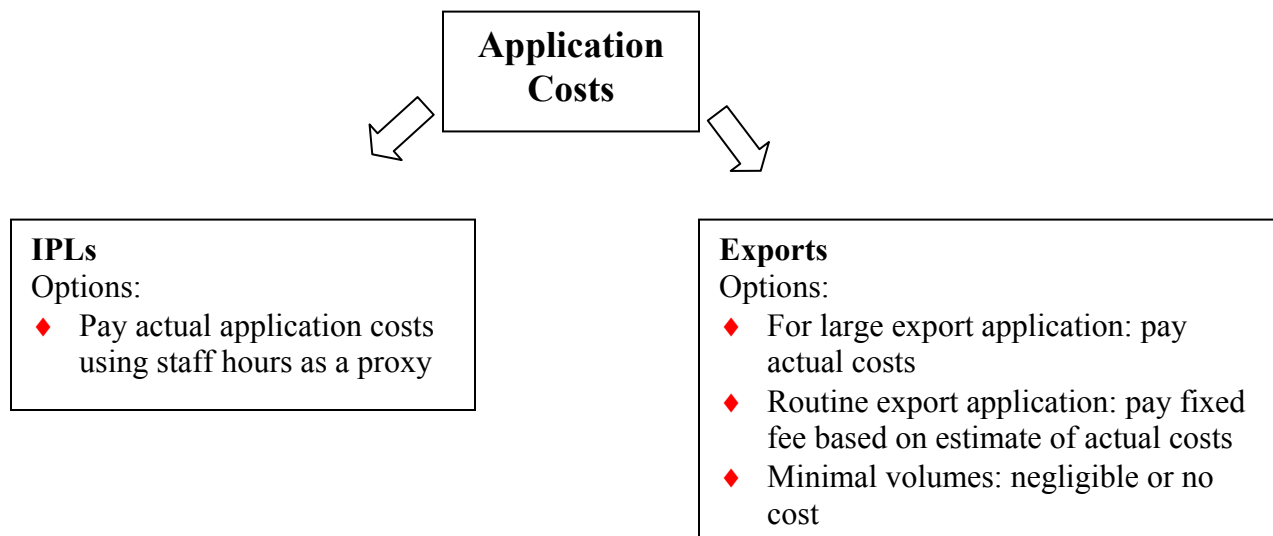 Application
Costs
IPLs
Options:
♦ Pay actual application costs
using staff hours as a proxy
Exports
Options:
♦ For large export application: pay
actual costs
♦ Routine export application: pay fixed
fee based on estimate of actual costs
♦ Minimal volumes: negligible or no
cost